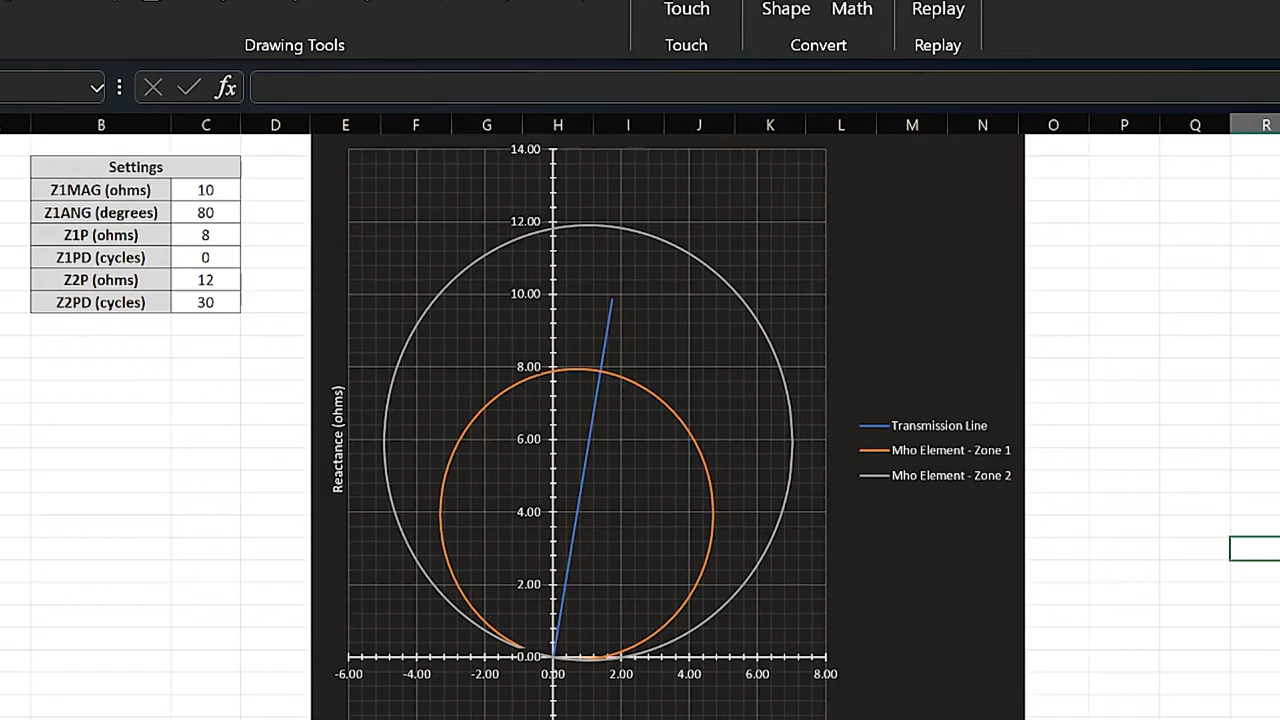 Touch
Shape Math
Replay
Drawing Tools
Touch
Convert
Replay
fx
B C D E F G H I J K L M N O P Q R
Settings
Z1MAG (ohms) 10
Z1ANG (degrees) 80
Z1P (ohms) 8
Z1PD (cycles) 0
Z2P (ohms) 12
Z2PD (cycles) 30
14.00
12.00
10.00
8.00
6.00
4.00
2.00
0.00
Reactance (ohms)
-6.00 -4.00 -2.00 0.00 2.00 4.00 6.00 8.00
Transmission Line
Mho Element - Zone 1
Mho Element - Zone 2